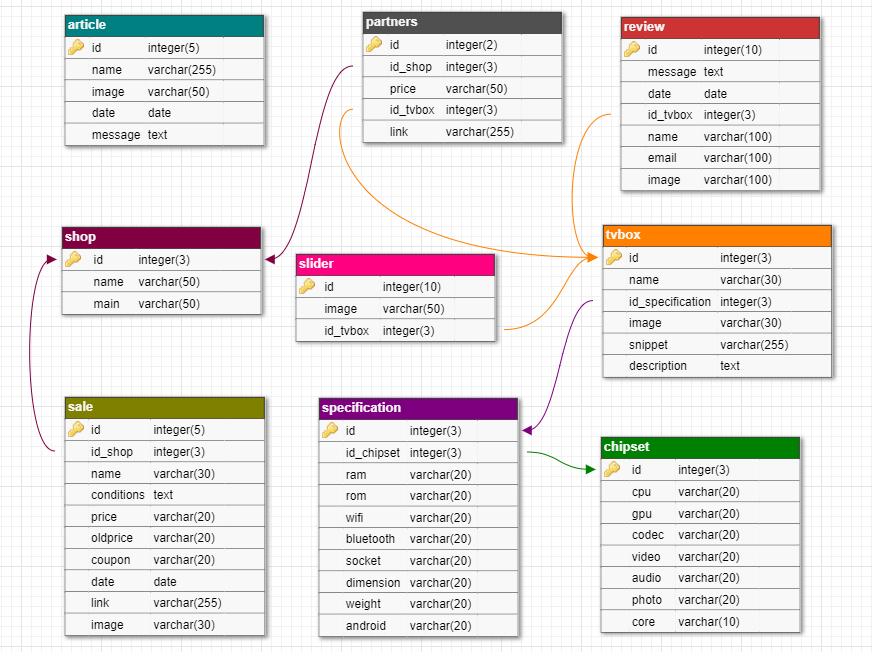 article
id integer(5)
name varchar(255)
image varchar(50)
date date
message text
partners
id integer(2)
id_shop integer(3)
price varchar(50)
id_tvbox integer(3)
link varchar(255)
review
id integer(10)
message text
date date
id_tvbox integer(3)
name varchar(100)
email varchar(100)
image varchar(100)
shop
id integer(3)
name varchar(50)
main varchar(50)
slider
id integer(10)
image varchar(50)
id_tvbox integer(3)
tvbox
id integer(3)
name varchar(30)
id_specification integer(3)
image varchar(30)
snippet varchar(255)
description text
sale
id integer(5)
id_shop integer(3)
name varchar(30)
conditions text
price varchar(20)
oldprice varchar(20)
coupon varchar(20)
date date
link varchar(255)
image varchar(30)
specification
id integer(3)
id_chipset integer(3)
ram varchar(20)
rom varchar(20)
wifi varchar(20)
bluetooth varchar(20)
socket varchar(20)
dimension varchar(20)
weight varchar(20)
android varchar(20)
chipset
id integer(3)
cpu varchar(20)
gpu varchar(20)
codec varchar(20)
video varchar(20)
audio varchar(20)
photo varchar(20)
core varchar(10)